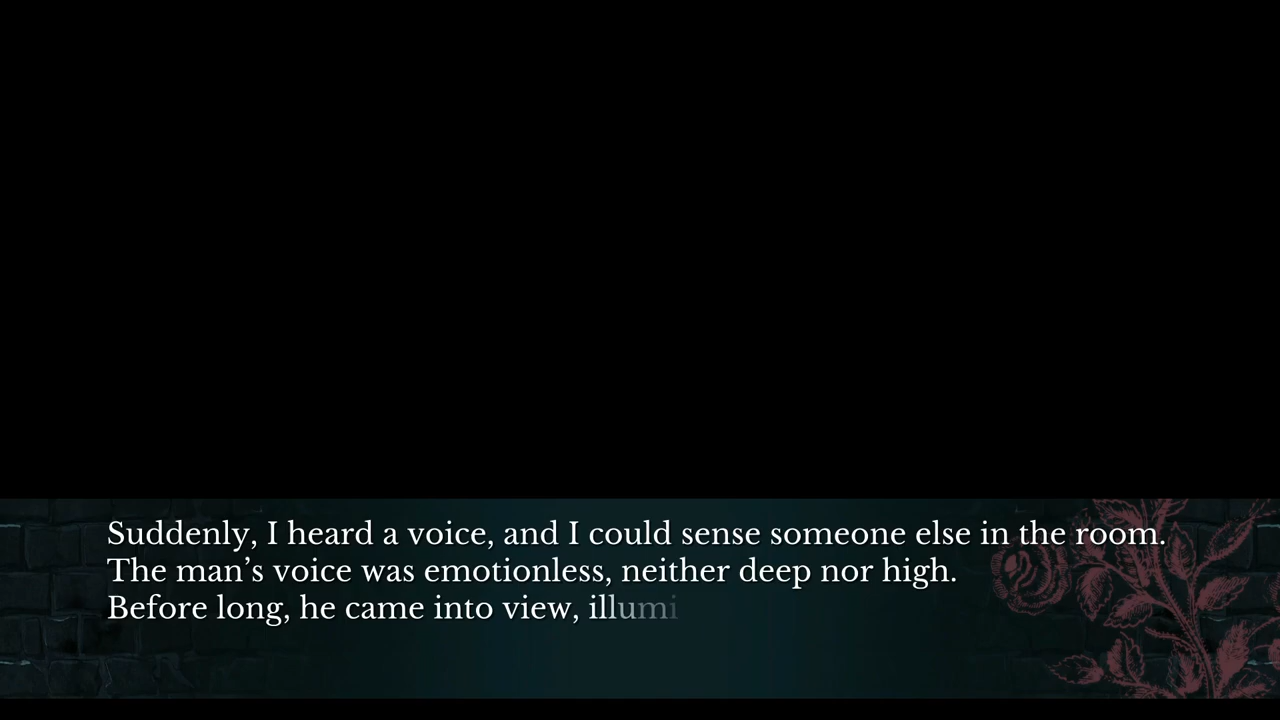 Suddenly, I heard a voice, and I could sense someone else in the room.
The man’s voice was emotionless, neither deep nor high.
Before long, he came into view, illumi